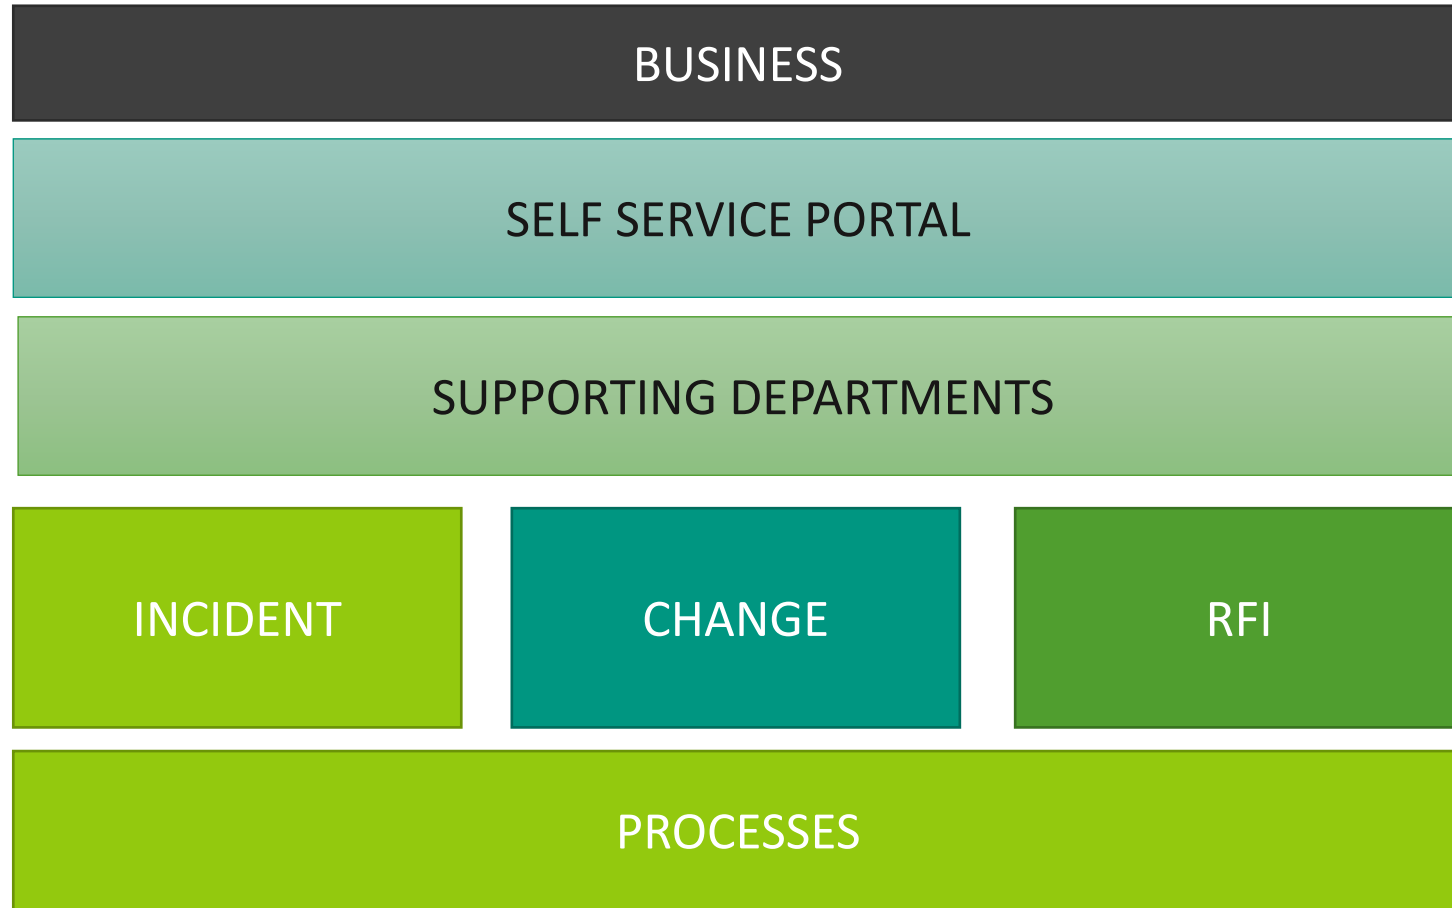 BUSINESS
SELF SERVICE PORTAL
SUPPORTING DEPARTMENTS
INCIDENT
CHANGE
RFI
PROCESSES